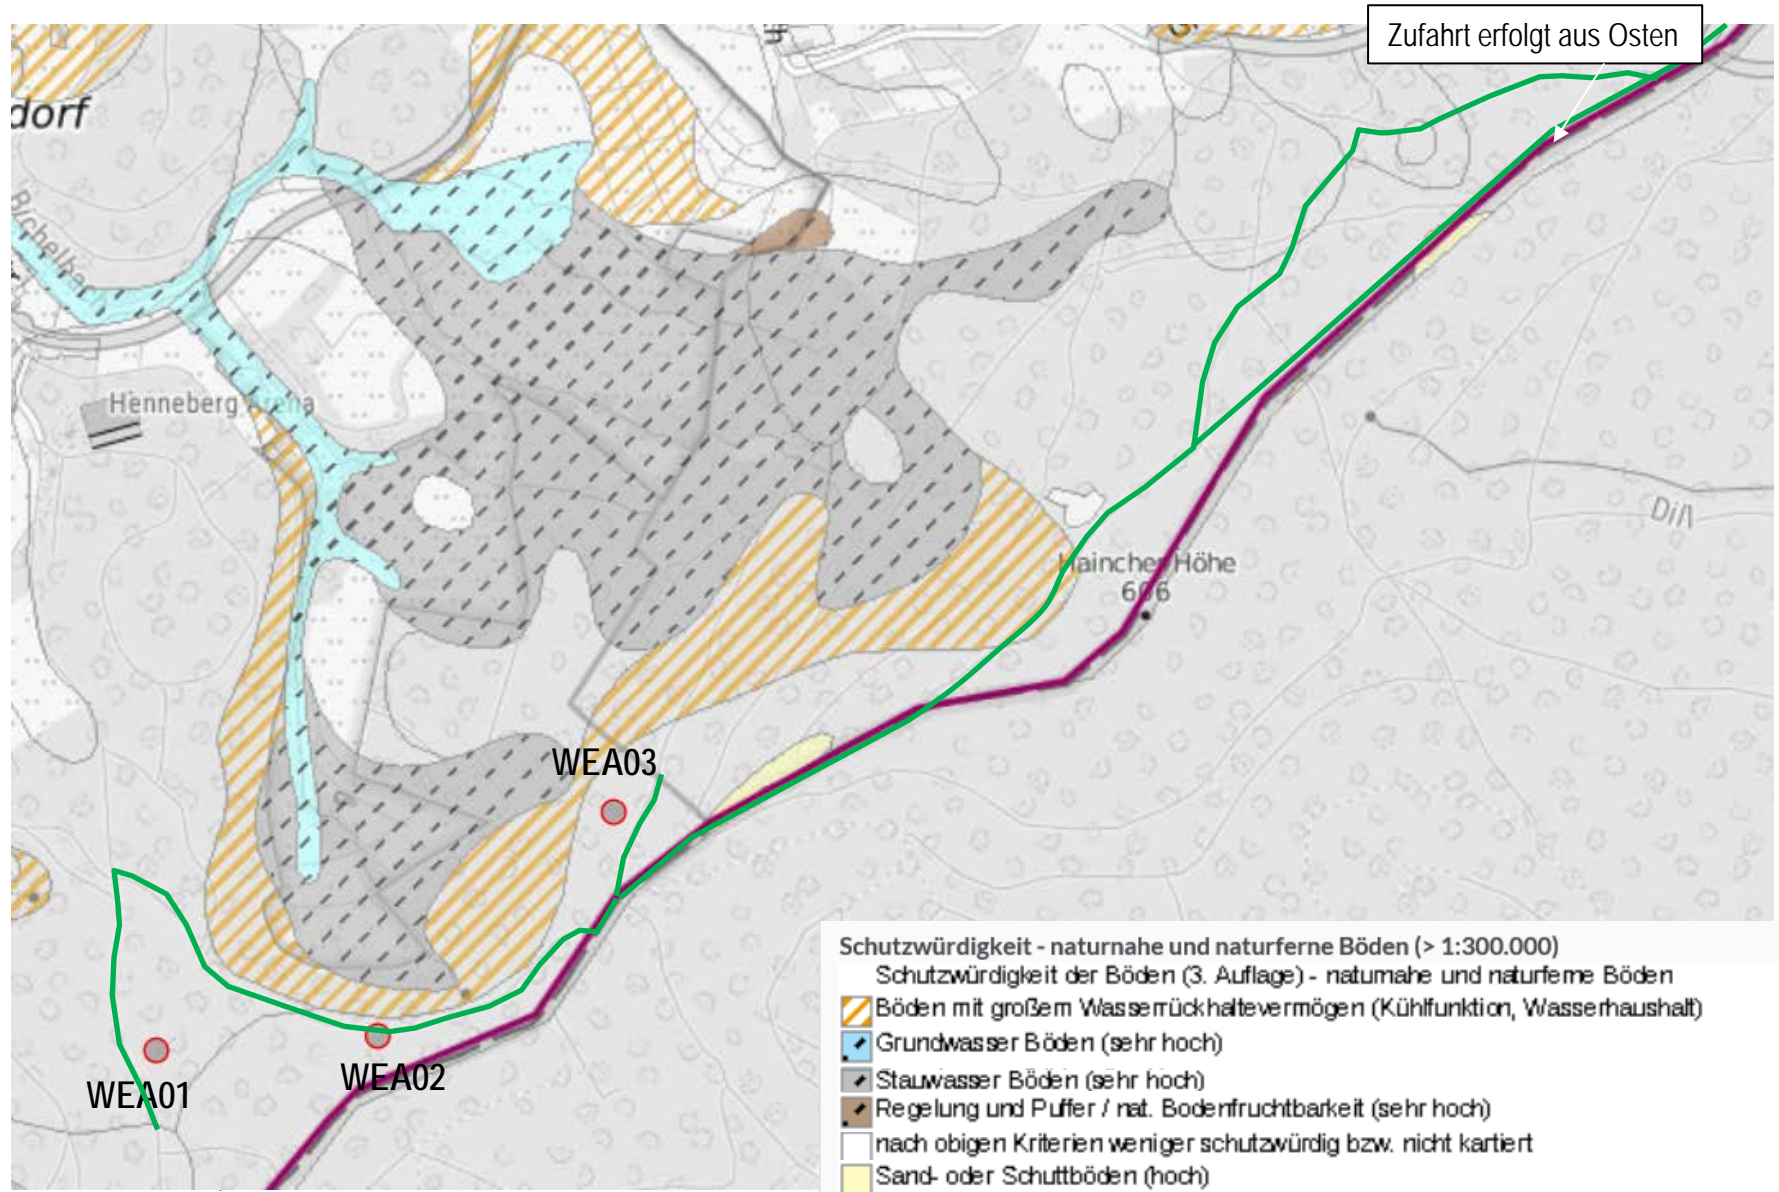 Zufahrt erfolgt aus Osten
dorf
Henneberg Arena
Dill
Haincher Höhe
606
WEA03
WEA02
WEA01
Schutzwürdigkeit - naturnahe und naturferne Böden (> 1:300.000)
Schutzwürdigkeit der Böden (3. Auflage) - naturnahe und naturferne Böden
Böden mit großem Wasserrückhaltevermögen (Kühlfunktion, Wasserhaushalt)
Grundwasser Böden (sehr hoch)
Stauwasser Böden (sehr hoch)
Regelung und Puffer / nat. Bodenfruchtbarkeit (sehr hoch)
nach obigen Kriterien weniger schutzwürdig bzw. nicht kartiert
Sand- oder Schuttböden (hoch)